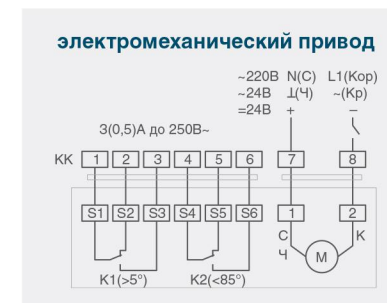 электромеханический привод
~220В N(С) L1(Кор)
~24В ⊥(Ч) ~(Кр)
=24В + –
3(0,5)А до 250В~
КК 1 2 3 4 5 6 7 8
S1 S2 S3 S4 S5 S6 1 2
С К
Ч М
К1(>5°) К2(<85°)